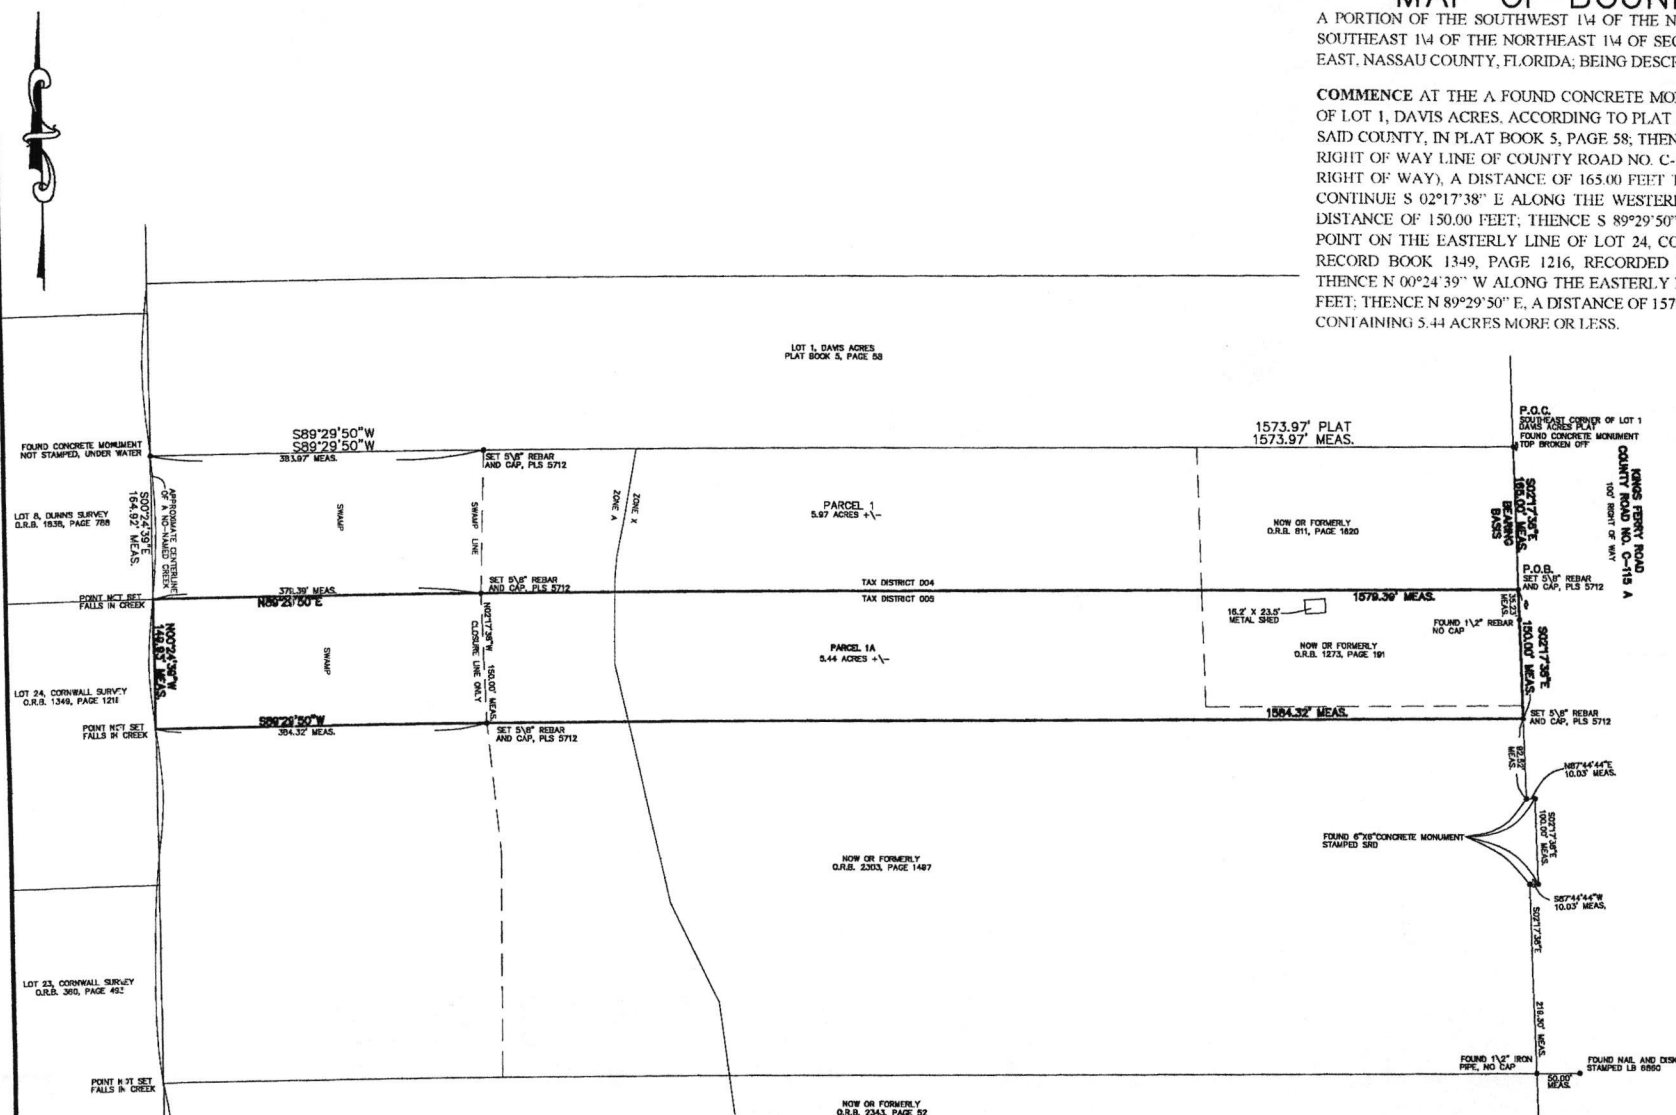 A PORTION OF THE SOUTHWEST 1\4 OF THE N
SOUTHEAST 1\4 OF THE NORTHEAST 1\4 OF SEC
EAST, NASSAU COUNTY, FLORIDA; BEING DESCR
COMMENCE AT THE A FOUND CONCRETE MO
OF LOT 1, DAVIS ACRES, ACCORDING TO PLAT
SAID COUNTY, IN PLAT BOOK 5, PAGE 58; THEN
RIGHT OF WAY LINE OF COUNTY ROAD NO. C-
RIGHT OF WAY), A DISTANCE OF 165.00 FEET T
CONTINUE S 02°17'38" E ALONG THE WESTERL
DISTANCE OF 150.00 FEET; THENCE S 89°29'50"
POINT ON THE EASTERLY LINE OF LOT 24, CO
RECORD BOOK 1349, PAGE 1216, RECORDED
THENCE N 00°24'39" W ALONG THE EASTERLY
FEET; THENCE N 89°29'50" E, A DISTANCE OF 157
CONTAINING 5.44 ACRES MORE OR LESS.
LOT 1, DAVIS ACRES
PLAT BOOK 5, PAGE 58
FOUND CONCRETE MONUMENT
NOT STAMPED, UNDER WATER
S89°29'50"W
S89°29'50"W
383.97' MEAS.
SET 5\8" REBAR
AND CAP, PLS 5712
1573.97' PLAT
1573.97' MEAS.
P.O.C.
SOUTHEAST CORNER OF LOT 1
DAVIS ACRES PLAT
FOUND CONCRETE MONUMENT
TOP BROKEN OFF
KINGS FERRY ROAD
COUNTY ROAD NO. C-115 A
100' RIGHT OF WAY
LOT 8, DUNNS SURVEY
O.R.B. 1838, PAGE 788
S00°24'39"E
164.92' MEAS.
APPROXIMATE CENTERLINE
OF A NO-NAMED CREEK
SWAMP
SWAMP LINE
ZONE A
ZONE X
PARCEL 1
5.97 ACRES +\-
NOW OR FORMERLY
O.R.B. 811, PAGE 1620
S02°17'38"E
165.00' MEAS.
BEARING
BASIS
P.O.B.
SET 5\8" REBAR
AND CAP, PLS 5712
POINT NOT SET
FALLS IN CREEK
379.39' MEAS.
N89°29'50"E
SET 5\8" REBAR
AND CAP, PLS 5712
TAX DISTRICT 004
TAX DISTRICT 005
1579.39' MEAS.
16.2' X 23.5'
METAL SHED
35.23'
MEAS.
FOUND 1\2" REBAR
NO CAP
N00°24'39"W
149.93' MEAS.
SWAMP
N02°17'38"W 150.00' MEAS.
CLOSURE LINE ONLY
PARCEL 1A
5.44 ACRES +\-
NOW OR FORMERLY
O.R.B. 1273, PAGE 191
S02°17'38"E
150.00' MEAS.
LOT 24, CORNWALL SURVEY
O.R.B. 1349, PAGE 1216
POINT NOT SET
FALLS IN CREEK
S89°29'50"W
384.32' MEAS.
SET 5\8" REBAR
AND CAP, PLS 5712
1584.32' MEAS.
SET 5\8" REBAR
AND CAP, PLS 5712
MEAS.
N87°44'44"E
10.03' MEAS.
FOUND 6"X6"CONCRETE MONUMENT
STAMPED SRD
S02°17'38"E
100.00' MEAS.
S87°44'44"W
10.03' MEAS.
S02°17'38"E
NOW OR FORMERLY
O.R.B. 2303, PAGE 1497
LOT 23, CORNWALL SURVEY
O.R.B. 360, PAGE
218.30' MEAS.
POINT NOT SET
FALLS IN CREEK
FOUND 1\2" IRON
PIPE, NO CAP
50.00'
MEAS.
FOUND NAIL AND DISK
STAMPED LB 6860
NOW OR FORMERLY
O.R.B. 2343, PAGE 52